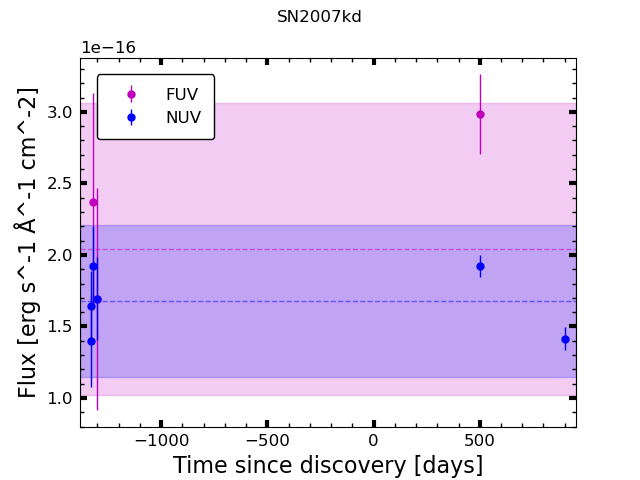 SN2007kd
1e−16
FUV
NUV
3.0
2.5
2.0
1.5
1.0
Flux [erg s^-1 Å^-1 cm^-2]
−1000
−500
0
500
Time since discovery [days]